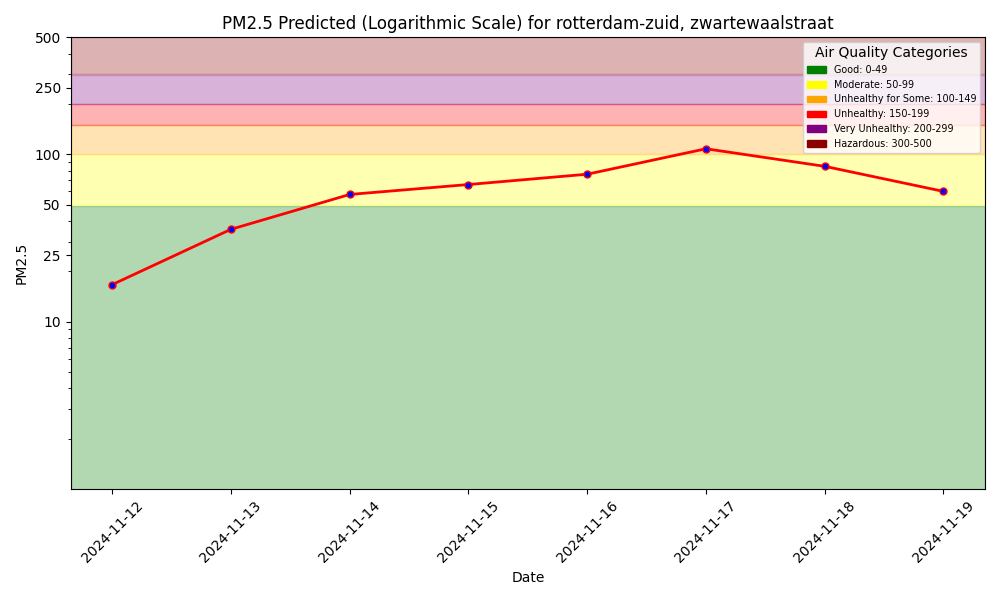 PM2.5 Predicted (Logarithmic Scale) for rotterdam-zuid, zwartewaalstraat
500
250
100
50
25
10
PM2.5
Air Quality Categories
Good: 0-49
Moderate: 50-99
Unhealthy for Some: 100-149
Unhealthy: 150-199
Very Unhealthy: 200-299
Hazardous: 300-500
2024-11-12
2024-11-13
2024-11-14
2024-11-15
2024-11-16
2024-11-17
2024-11-18
2024-11-19
Date